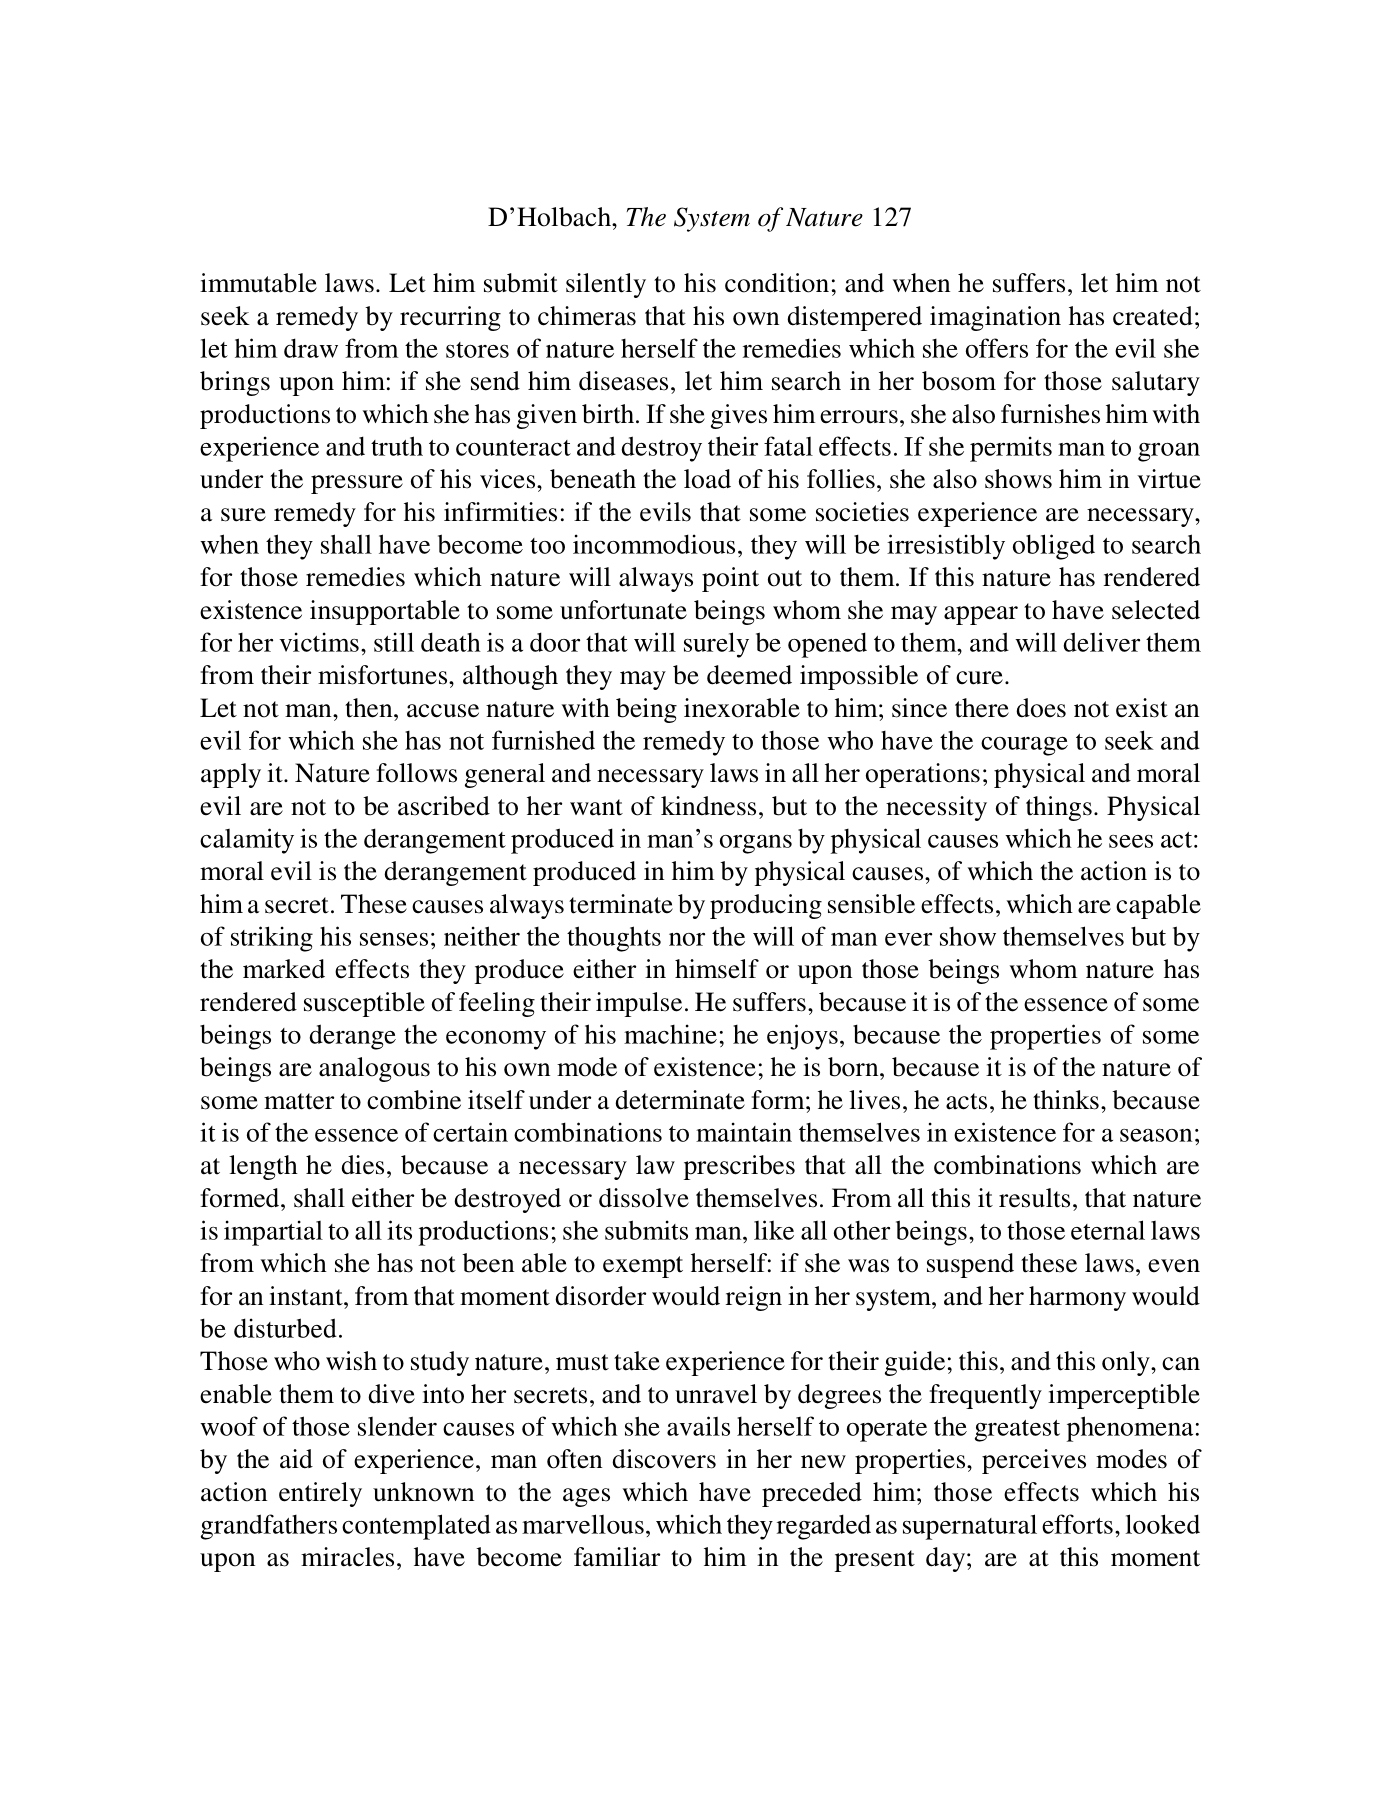 D’Holbach, The System of Nature 127
immutable laws. Let him submit silently to his condition; and when he suffers, let him not
seek a remedy by recurring to chimeras that his own distempered imagination has created;
let him draw from the stores of nature herself the remedies which she offers for the evil she
brings upon him: if she send him diseases, let him search in her bosom for those salutary
productions to which she has given birth. If she gives him errours, she also furnishes him with
experience and truth to counteract and destroy their fatal effects. If she permits man to groan
under the pressure of his vices, beneath the load of his follies, she also shows him in virtue
a sure remedy for his infirmities: if the evils that some societies experience are necessary,
when they shall have become too incommodious, they will be irresistibly obliged to search
for those remedies which nature will always point out to them. If this nature has rendered
existence insupportable to some unfortunate beings whom she may appear to have selected
for her victims, still death is a door that will surely be opened to them, and will deliver them
from their misfortunes, although they may be deemed impossible of cure.
Let not man, then, accuse nature with being inexorable to him; since there does not exist an
evil for which she has not furnished the remedy to those who have the courage to seek and
apply it. Nature follows general and necessary laws in all her operations; physical and moral
evil are not to be ascribed to her want of kindness, but to the necessity of things. Physical
calamity is the derangement produced in man’s organs by physical causes which he sees act:
moral evil is the derangement produced in him by physical causes, of which the action is to
him a secret. These causes always terminate by producing sensible effects, which are capable
of striking his senses; neither the thoughts nor the will of man ever show themselves but by
the marked effects they produce either in himself or upon those beings whom nature has
rendered susceptible of feeling their impulse. He suffers, because it is of the essence of some
beings to derange the economy of his machine; he enjoys, because the properties of some
beings are analogous to his own mode of existence; he is born, because it is of the nature of
some matter to combine itself under a determinate form; he lives, he acts, he thinks, because
it is of the essence of certain combinations to maintain themselves in existence for a season;
at length he dies, because a necessary law prescribes that all the combinations which are
formed, shall either be destroyed or dissolve themselves. From all this it results, that nature
is impartial to all its productions; she submits man, like all other beings, to those eternal laws
from which she has not been able to exempt herself: if she was to suspend these laws, even
for an instant, from that moment disorder would reign in her system, and her harmony would
be disturbed.
Those who wish to study nature, must take experience for their guide; this, and this only, can
enable them to dive into her secrets, and to unravel by degrees the frequently imperceptible
woof of those slender causes of which she avails herself to operate the greatest phenomena:
by the aid of experience, man often discovers in her new properties, perceives modes of
action entirely unknown to the ages which have preceded him; those effects which his
grandfathers contemplated as marvellous, which they regarded as supernatural efforts, looked
upon as miracles, have become familiar to him in the present day; are at this moment